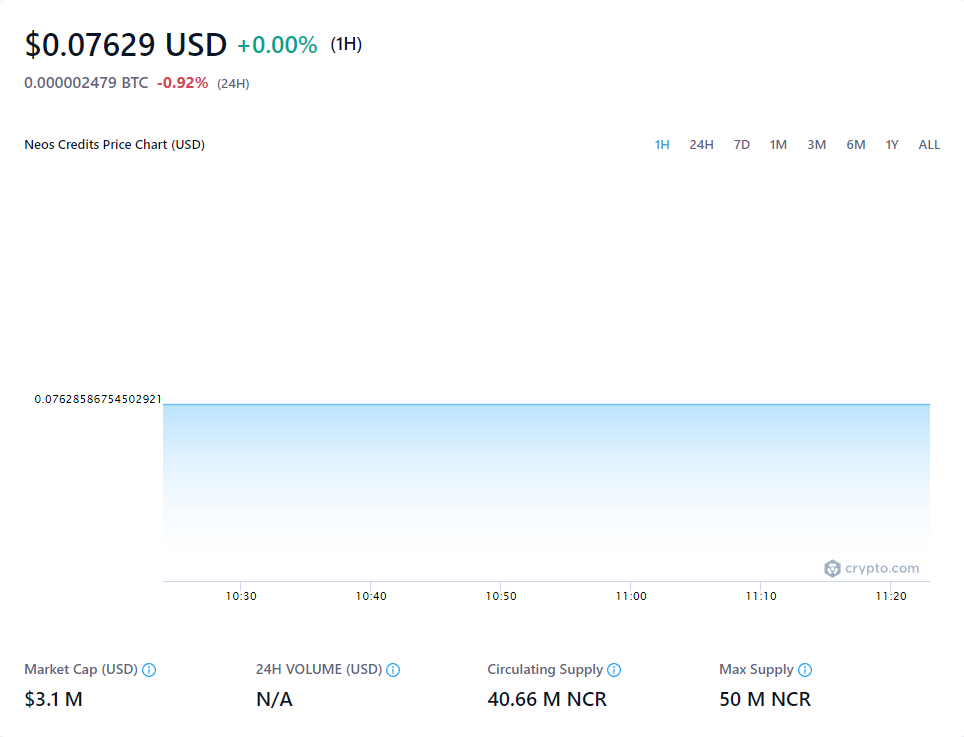 $0.07629 USD +0.00% (1H)
0.000002479 BTC -0.92% (24H)
Neos Credits Price Chart (USD) 1H 24H 7D 1M 3M 6M 1Y ALL
0.07628586754502921
crypto.com
10:30 10:40 10:50 11:00 11:10 11:20
Market Cap (USD) 24H VOLUME (USD) Circulating Supply Max Supply
$3.1 M N/A 40.66 M NCR 50 M NCR